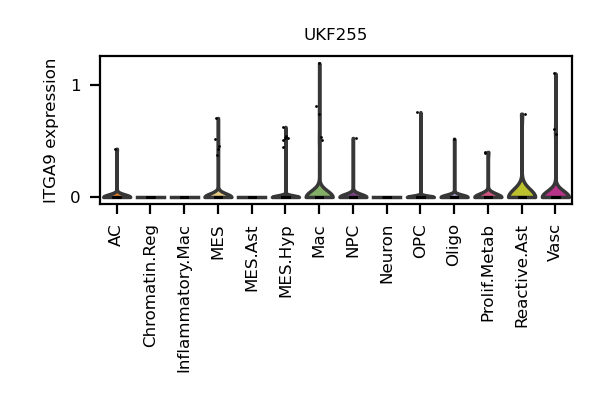 UKF255
ITGA9 expression
1
0
AC
Chromatin.Reg
Inflammatory.Mac
MES
MES.Ast
MES.Hyp
Mac
NPC
Neuron
OPC
Oligo
Prolif.Metab
Reactive.Ast
Vasc